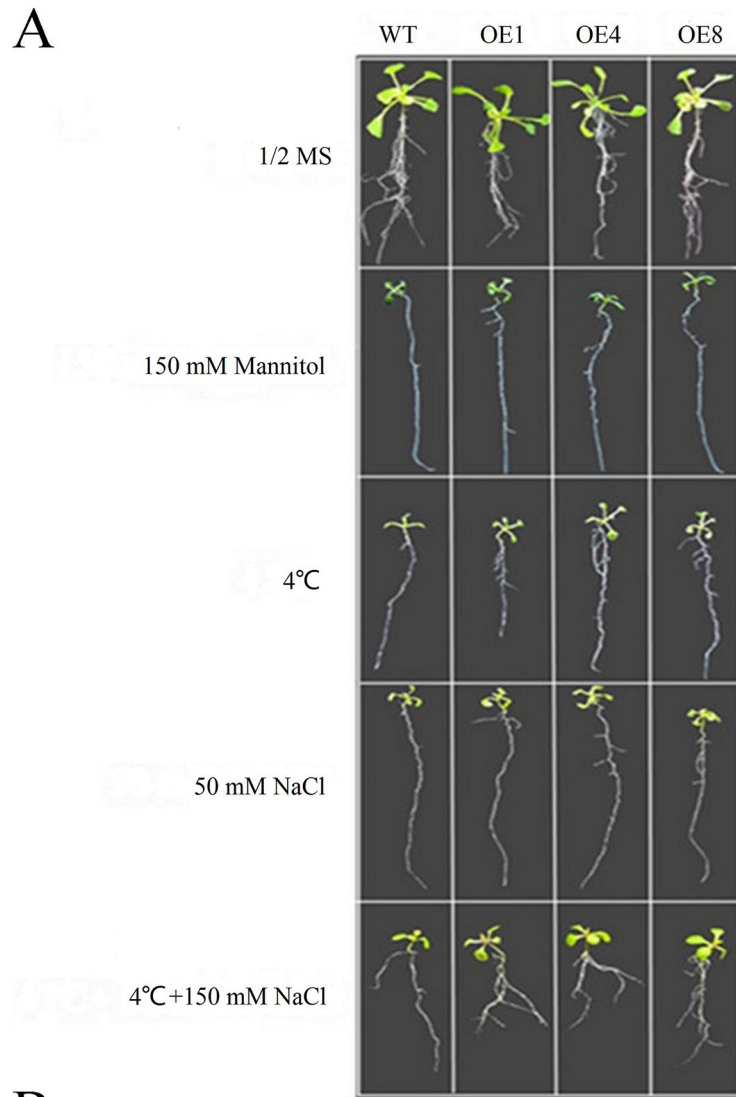 A
WT OE1 OE4 OE8
1/2 MS
150 mM Mannitol
4℃
50 mM NaCl
4℃+150 mM NaCl